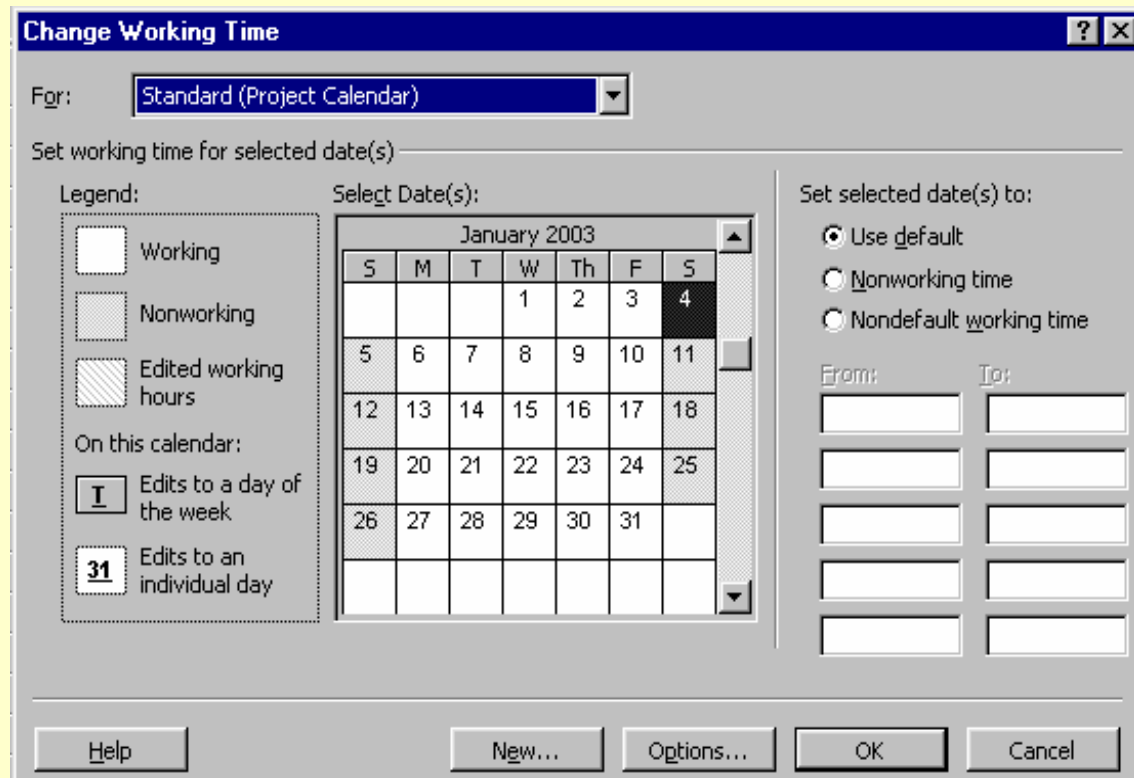 Change Working Time
For: Standard (Project Calendar)
Set working time for selected date(s)
Legend:
Working
Nonworking
Edited working
hours
On this calendar:
T Edits to a day of
the week
31 Edits to an
individual day
Select Date(s):
January 2003
S M T W Th F S
1 2 3 4
5 6 7 8 9 10 11
12 13 14 15 16 17 18
19 20 21 22 23 24 25
26 27 28 29 30 31
Set selected date(s) to:
Use default
Nonworking time
Nondefault working time
From: To:
Help New... Options... OK Cancel